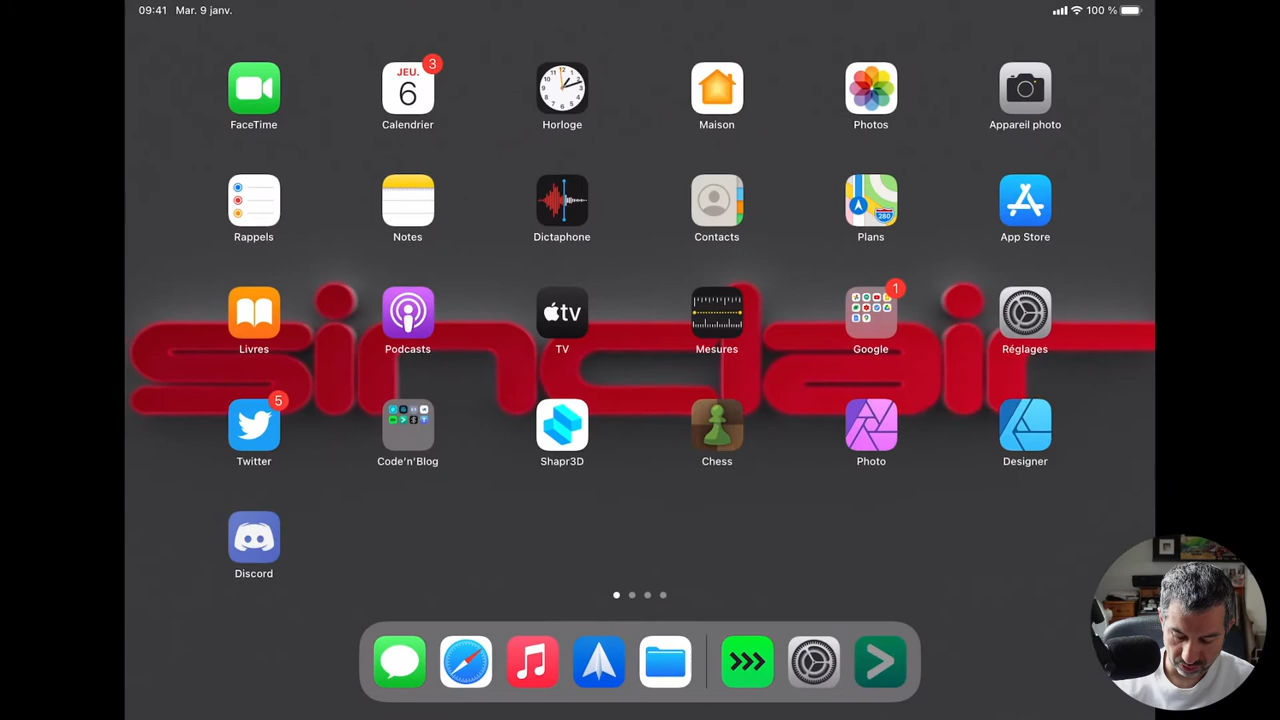 09:41 Mar. 9 janv. 100 %
JEU. 3
6
FaceTime Calendrier Horloge Maison Photos Appareil photo
280
Rappels Notes Dictaphone Contacts Plans App Store
sinclair
tv 1
Livres Podcasts TV Mesures Google Réglages
5
Twitter Code'n'Blog Shapr3D Chess Photo Designer
Discord